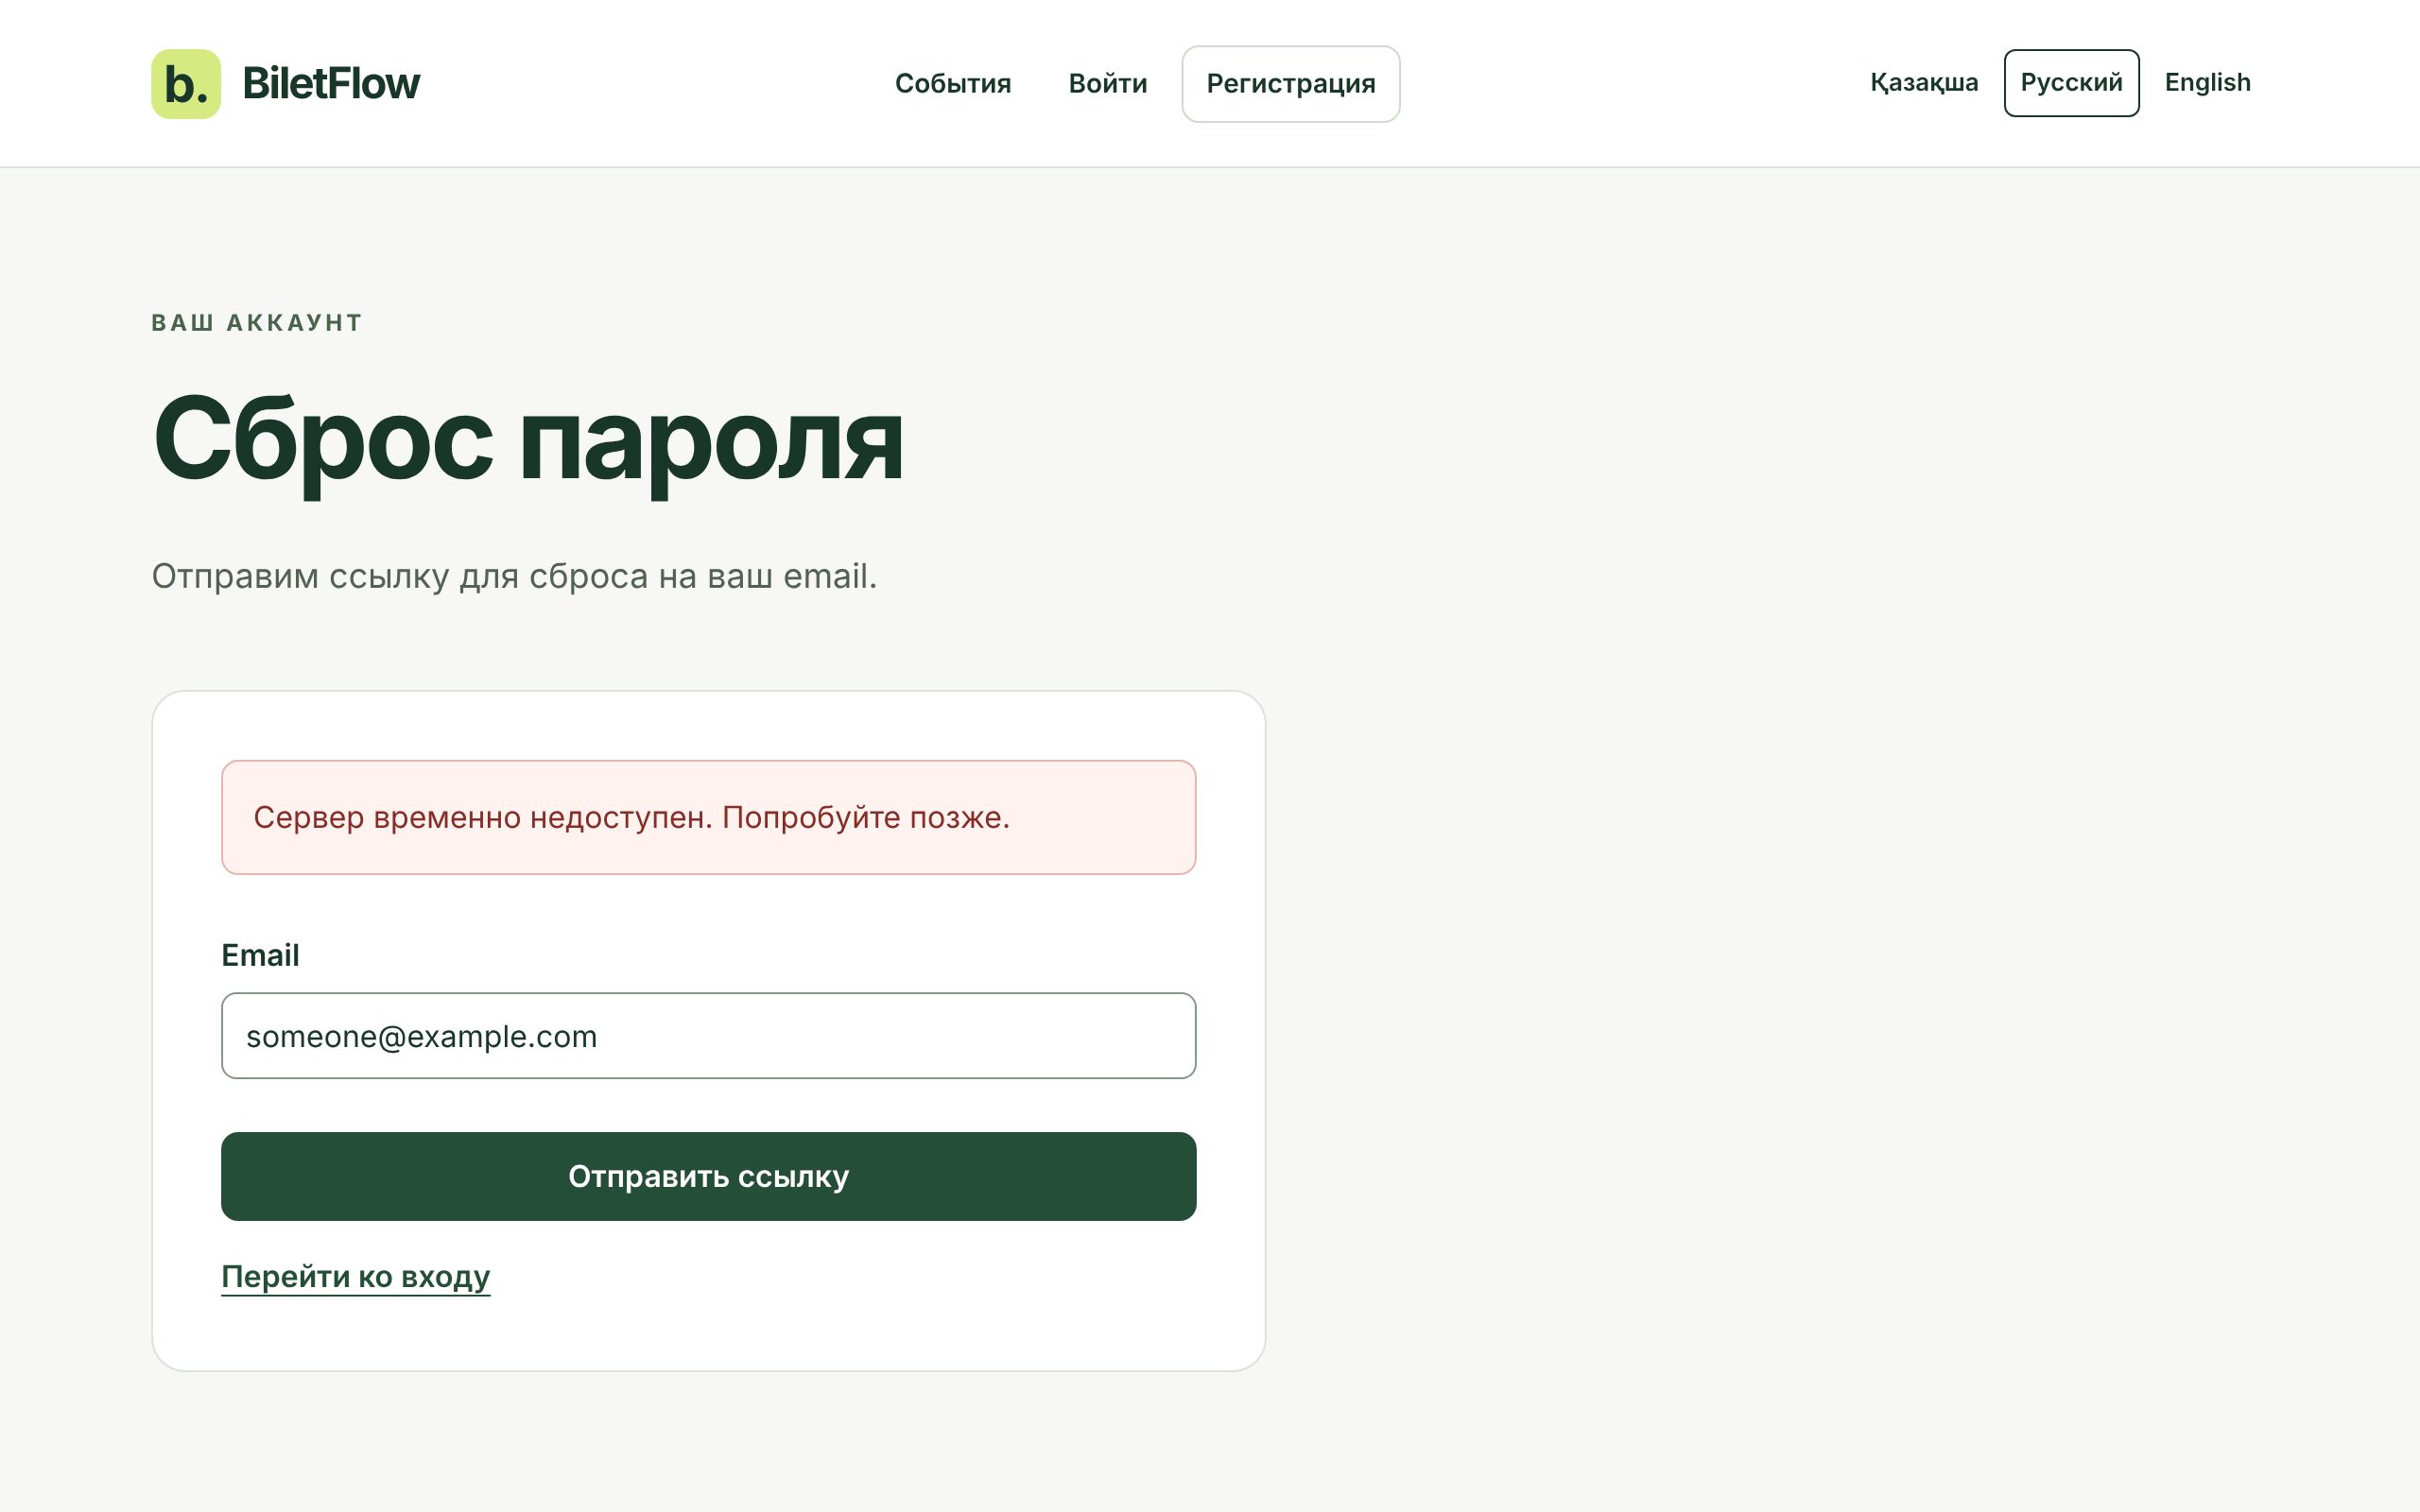 b. BiletFlow
События Войти Регистрация
Қазақша Русский English
ВАШ АККАУНТ
Сброс пароля
Отправим ссылку для сброса на ваш email.
Сервер временно недоступен. Попробуйте позже.
Email
someone@example.com
Отправить ссылку
Перейти ко входу